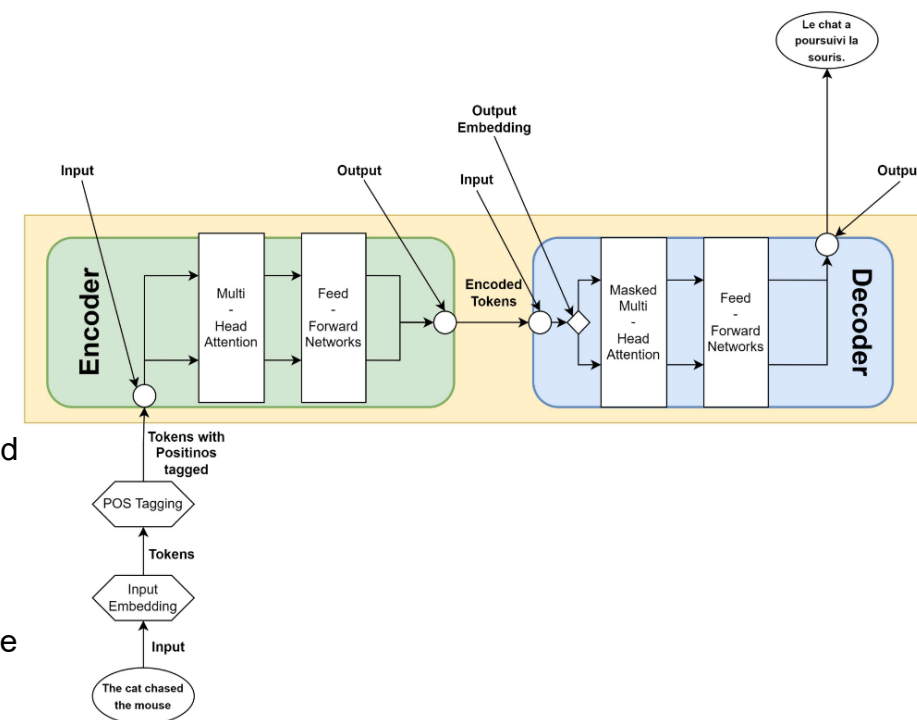 Le chat a
poursuivi la
souris.
Output
Embedding
Input
Output
Input
Outpu
Encoder
Multi
-
Head
Attention
Feed
-
Forward
Networks
Encoded
Tokens
Masked
Multi
-
Head
Attention
Feed
-
Forward
Networks
Decoder
d
Tokens with
Positinos
tagged
POS Tagging
Tokens
Input
Embedding
e
Input
The cat chased
the mouse